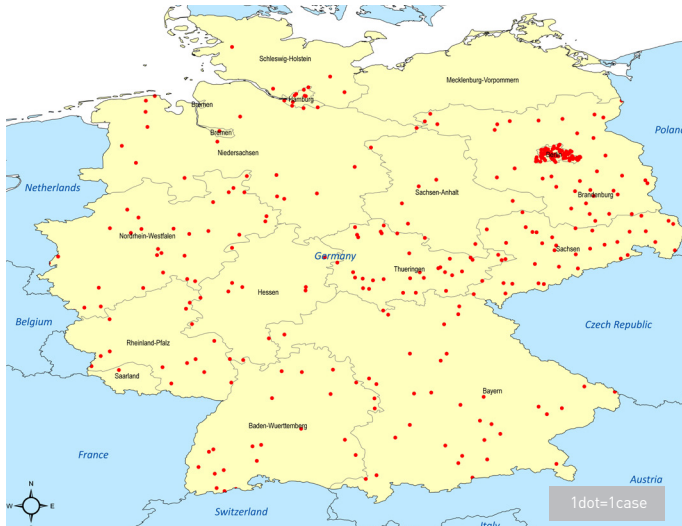 Schleswig-Holstein
Mecklenburg-Vorpommern
Hamburg
Bremen
Bremen
Niedersachsen
Poland
Netherlands
Sachsen-Anhalt
Brandenburg
Nordrhein-Westfalen
Sachsen
Germany
Thueringen
Hessen
Belgium
Czech Republic
Rheinland-Pfalz
Saarland
Bayern
Baden-Wuerttemberg
France
Austria
N
W E
S
1dot=1case
Switzerland
Italy